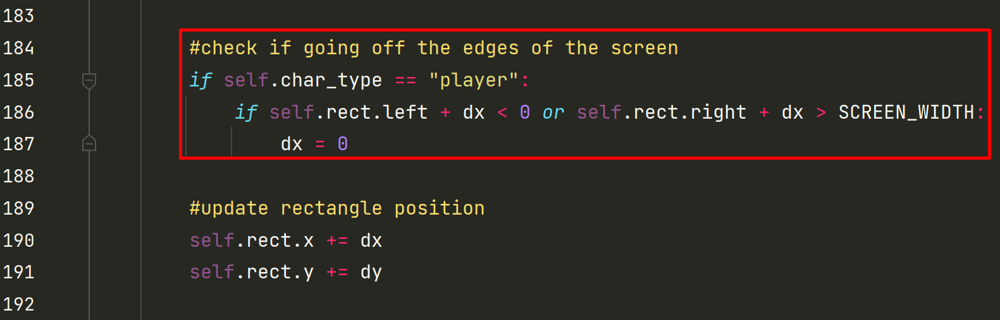 183
184 #check if going off the edges of the screen
185 if self.char_type == "player":
186 if self.rect.left + dx < 0 or self.rect.right + dx > SCREEN_WIDTH:
187 dx = 0
188
189 #update rectangle position
190 self.rect.x += dx
191 self.rect.y += dy
192